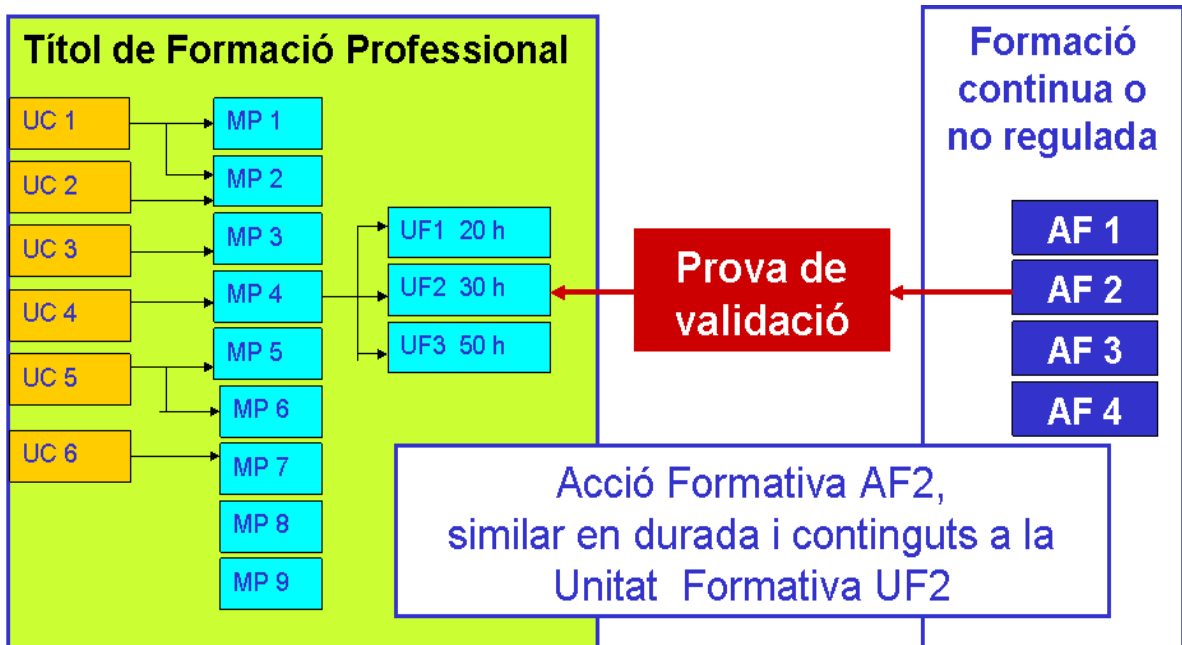 Títol de Formació Professional
UC 1
UC 2
UC 3
UC 4
UC 5
UC 6
MP 1
MP 2
MP 3
MP 4
MP 5
MP 6
MP 7
MP 8
MP 9
UF1 20 h
UF2 30 h
UF3 50 h
Prova de
validació
Formació
continua o
no regulada
AF 1
AF 2
AF 3
AF 4
Acció Formativa AF2,
similar en durada i continguts a la
Unitat Formativa UF2